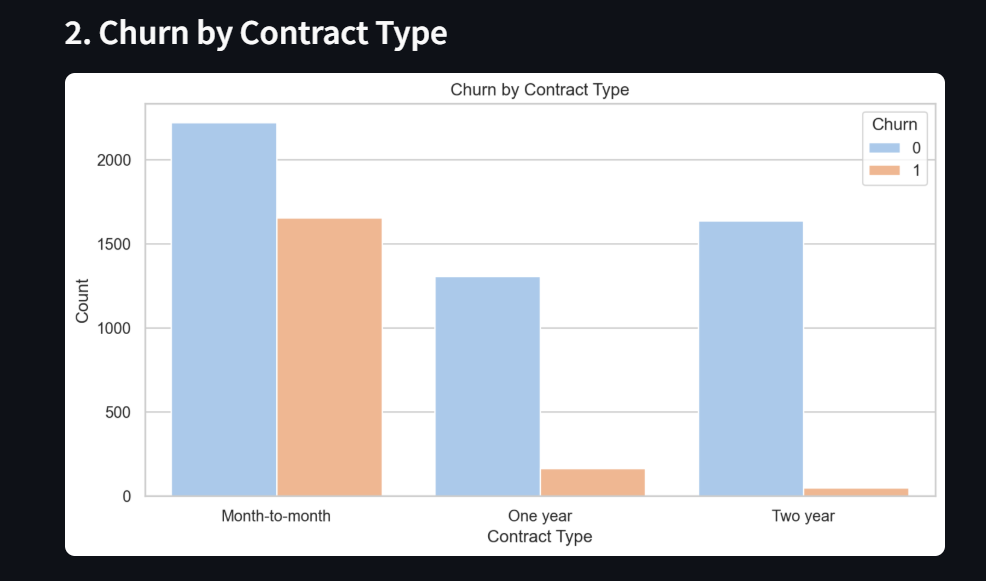 2. Churn by Contract Type
Churn by Contract Type
Churn
0
1
Count
2000
1500
1000
500
0
Month-to-month
One year
Two year
Contract Type